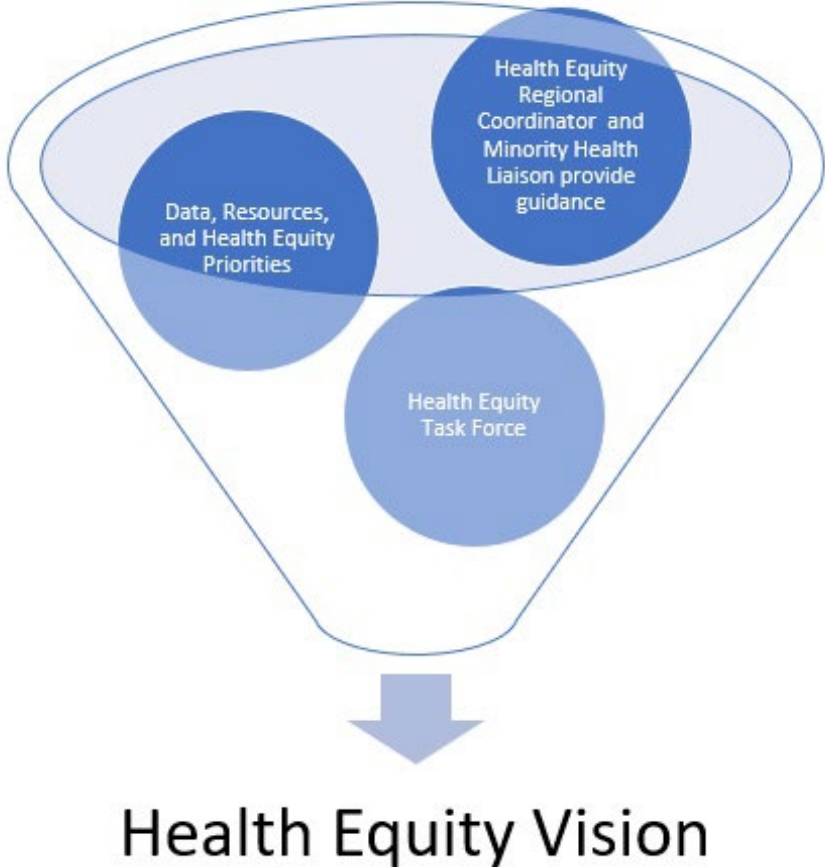 Health Equity
Regional
Coordinator and
Minority Health
Liaison provide
guidance
Data, Resources,
and Health Equity
Priorities
Health Equity
Task Force
Health Equity Vision